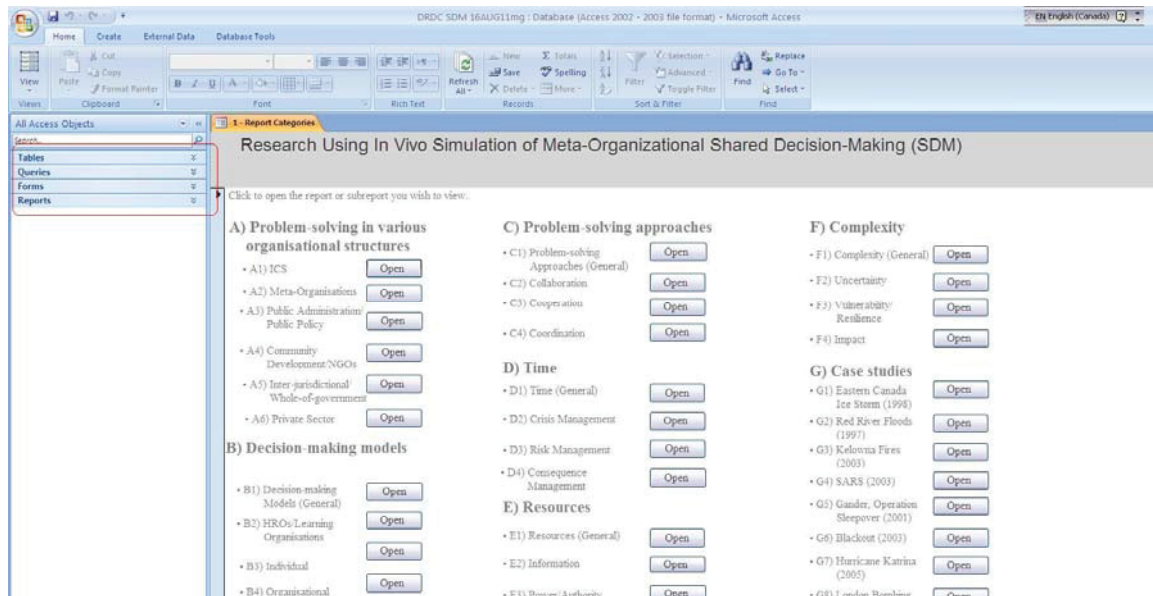 DRDC SDM 16AUG11mg : Database (Access 2002 - 2003 file format) - Microsoft Access
EN English (Canada)
Home Create External Data Database Tools
View
Paste
Cut
Copy
Format Painter
B I U A
Refresh
All
New
Save
Delete
Totals
Spelling
More
Filter
Selection
Advanced
Toggle Filter
Find
Replace
Go To
Select
Views Clipboard Font Rich Text Records Sort & Filter Find
All Access Objects
Search..
Tables
Queries
Forms
Reports
1 - Report Categories
Research Using In Vivo Simulation of Meta-Organizational Shared Decision-Making (SDM)
Click to open the report or subreport you wish to view.
A) Problem-solving in various
organisational structures
• A1) ICS Open
• A2) Meta-Organisations Open
• A3) Public Administration/
Public Policy Open
• A4) Community
Development/NGOs Open
• A5) Inter-jurisdictional/
Whole-of-government Open
• A6) Private Sector Open
B) Decision-making models
• B1) Decision-making
Models (General) Open
• B2) HROs/Learning
Organisations Open
• B3) Individual Open
• B4) Organisational Open
C) Problem-solving approaches
• C1) Problem-solving
Approaches (General) Open
• C2) Collaboration Open
• C3) Cooperation Open
• C4) Coordination Open
D) Time
• D1) Time (General) Open
• D2) Crisis Management Open
• D3) Risk Management Open
• D4) Consequence
Management Open
E) Resources
• E1) Resources (General) Open
• E2) Information Open
• E3) Power/Authority Open
F) Complexity
• F1) Complexity (General) Open
• F2) Uncertainty Open
• F3) Vulnerability/
Resilience Open
• F4) Impact Open
G) Case studies
• G1) Eastern Canada
Ice Storm (1998) Open
• G2) Red River Floods
(1997) Open
• G3) Kelowna Fires
(2003) Open
• G4) SARS (2003) Open
• G5) Gander, Operation
Sleepover (2001) Open
• G6) Blackout (2003) Open
• G7) Hurricane Katrina
(2005) Open
• G8) London Bombing Open